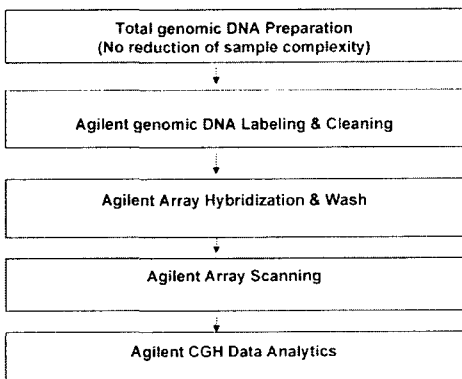 Total genomic DNA Preparation
(No reduction of sample complexity)
Agilent genomic DNA Labeling & Cleaning
Agilent Array Hybridization & Wash
Agilent Array Scanning
Agilent CGH Data Analytics